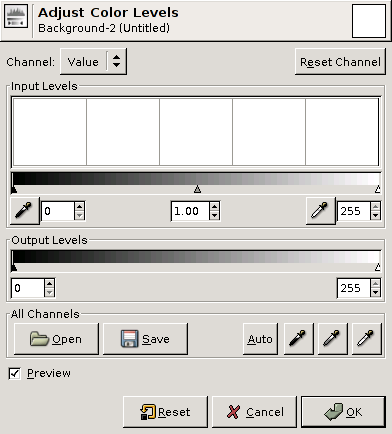 Adjust Color Levels
Background-2 (Untitled)
Channel: Value Reset Channel
Input Levels
0 1.00 255
Output Levels
0 255
All Channels
Open Save Auto
Preview
Reset Cancel OK